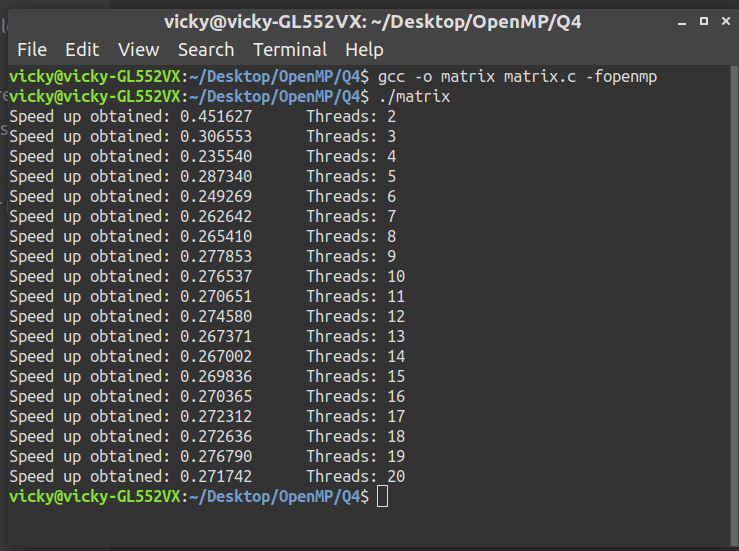 vicky@vicky-GL552VX: ~/Desktop/OpenMP/Q4
File Edit View Search Terminal Help
vicky@vicky-GL552VX:~/Desktop/OpenMP/Q4$ gcc -o matrix matrix.c -fopenmp
vicky@vicky-GL552VX:~/Desktop/OpenMP/Q4$ ./matrix
Speed up obtained: 0.451627 Threads: 2
Speed up obtained: 0.306553 Threads: 3
Speed up obtained: 0.235540 Threads: 4
Speed up obtained: 0.287340 Threads: 5
Speed up obtained: 0.249269 Threads: 6
Speed up obtained: 0.262642 Threads: 7
Speed up obtained: 0.265410 Threads: 8
Speed up obtained: 0.277853 Threads: 9
Speed up obtained: 0.276537 Threads: 10
Speed up obtained: 0.270651 Threads: 11
Speed up obtained: 0.274580 Threads: 12
Speed up obtained: 0.267371 Threads: 13
Speed up obtained: 0.267002 Threads: 14
Speed up obtained: 0.269836 Threads: 15
Speed up obtained: 0.270365 Threads: 16
Speed up obtained: 0.272312 Threads: 17
Speed up obtained: 0.272636 Threads: 18
Speed up obtained: 0.276790 Threads: 19
Speed up obtained: 0.271742 Threads: 20
vicky@vicky-GL552VX:~/Desktop/OpenMP/Q4$